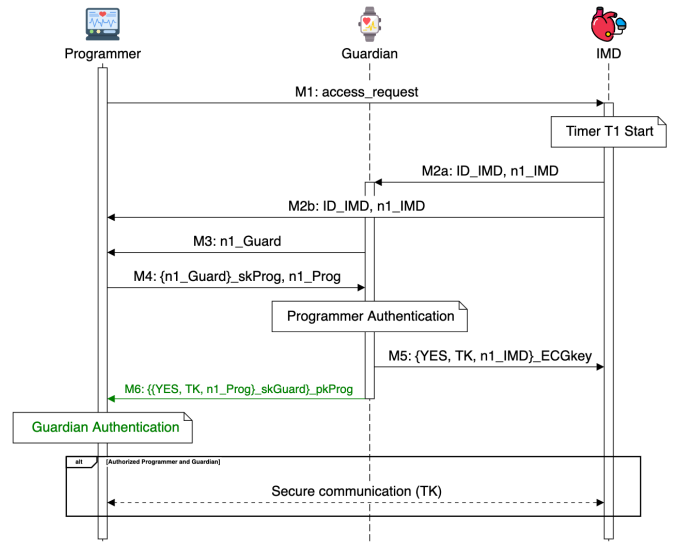 Programmer
Guardian
IMD
M1: access_request
Timer T1 Start
M2a: ID_IMD, n1_IMD
M2b: ID_IMD, n1_IMD
M3: n1_Guard
M4: {n1_Guard}_skProg, n1_Prog
Programmer Authentication
M5: {YES, TK, n1_IMD}_ECGkey
M6: {{YES, TK, n1_Prog}_skGuard}_pkProg
Guardian Authentication
alt [Authorized Programmer and Guardian]
Secure communication (TK)